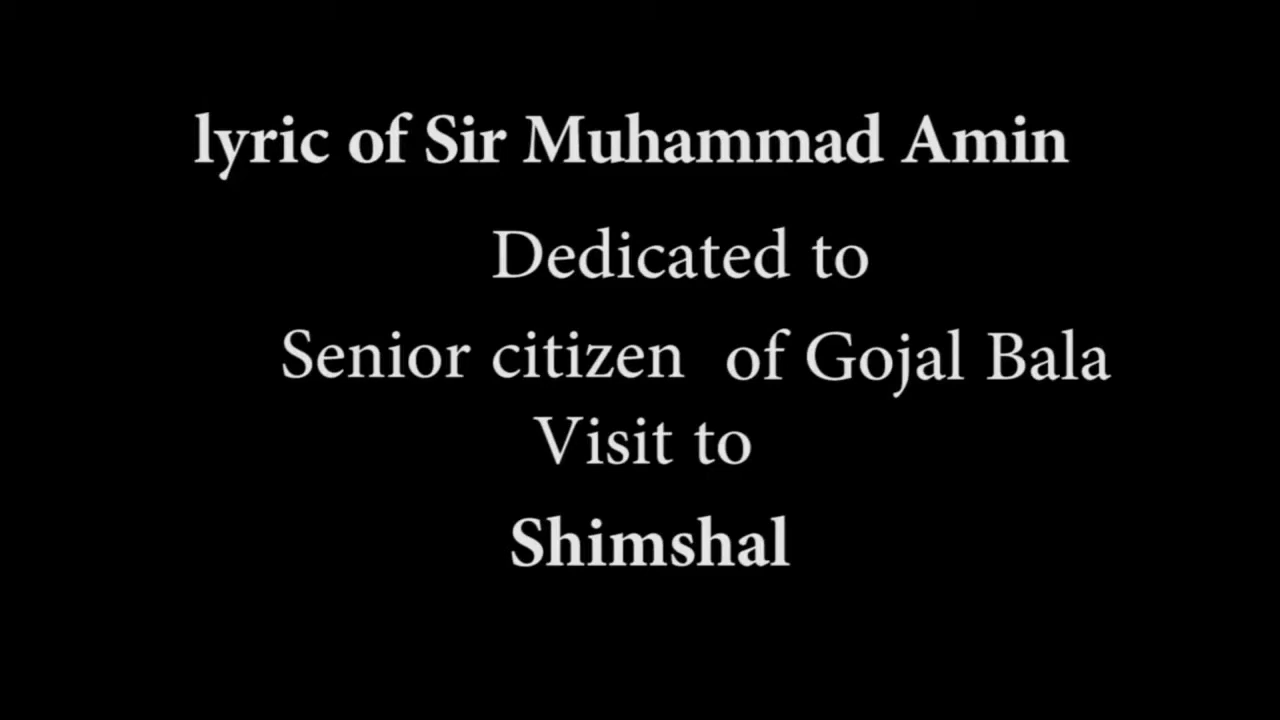 lyric of Sir Muhammad Amin
Dedicated to
Senior citizen of Gojal Bala
Visit to
Shimshal